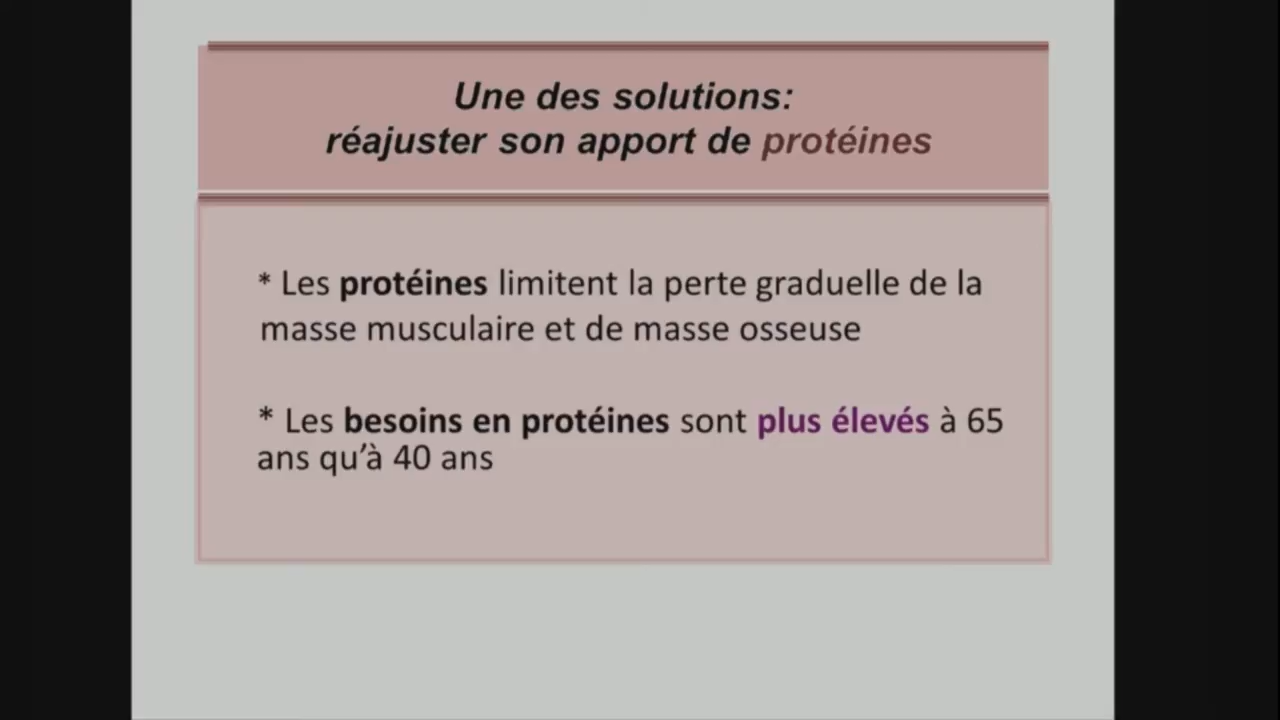 Une des solutions:
réajuster son apport de protéines
* Les protéines limitent la perte graduelle de la
masse musculaire et de masse osseuse
* Les besoins en protéines sont plus élevés à 65
ans qu’à 40 ans